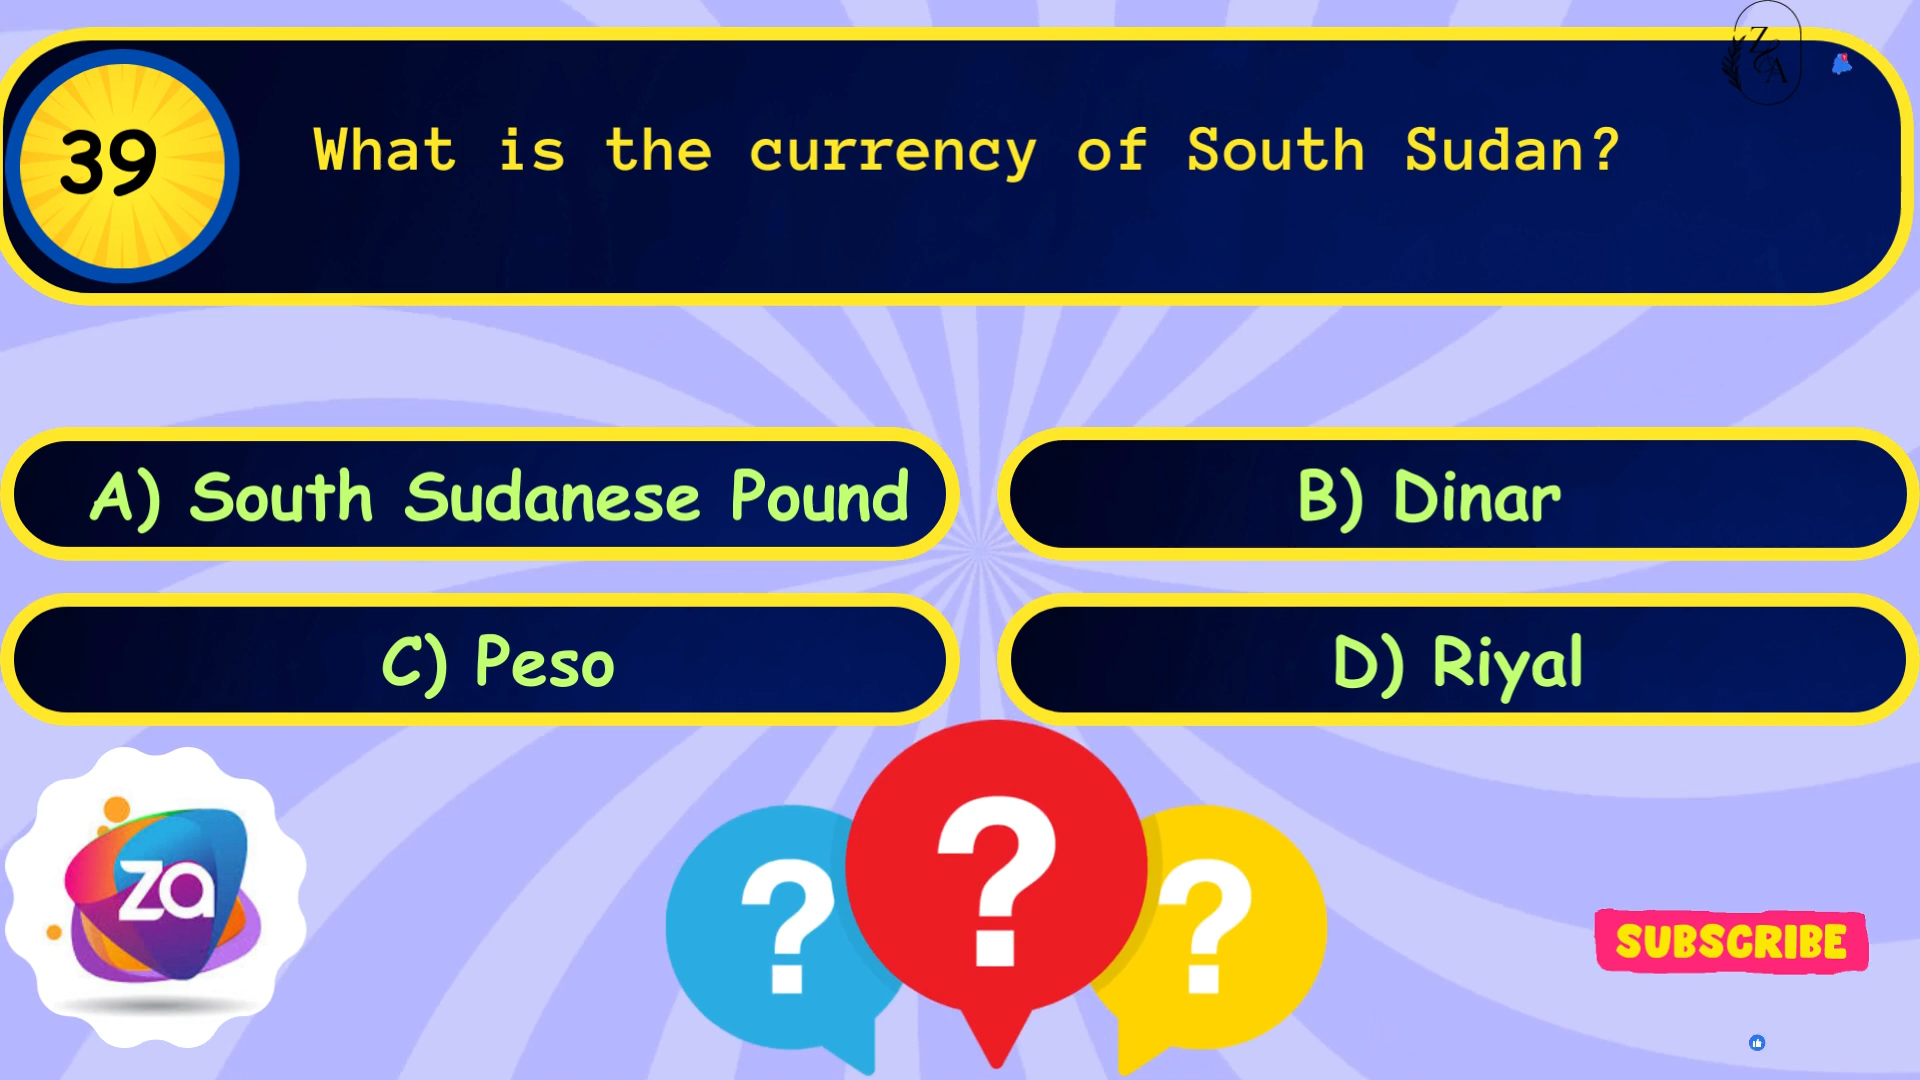 Z
A
39
What is the currency of South Sudan?
A) South Sudanese Pound
B) Dinar
C) Peso
D) Riyal
? ? ?
za
SUBSCRIBE